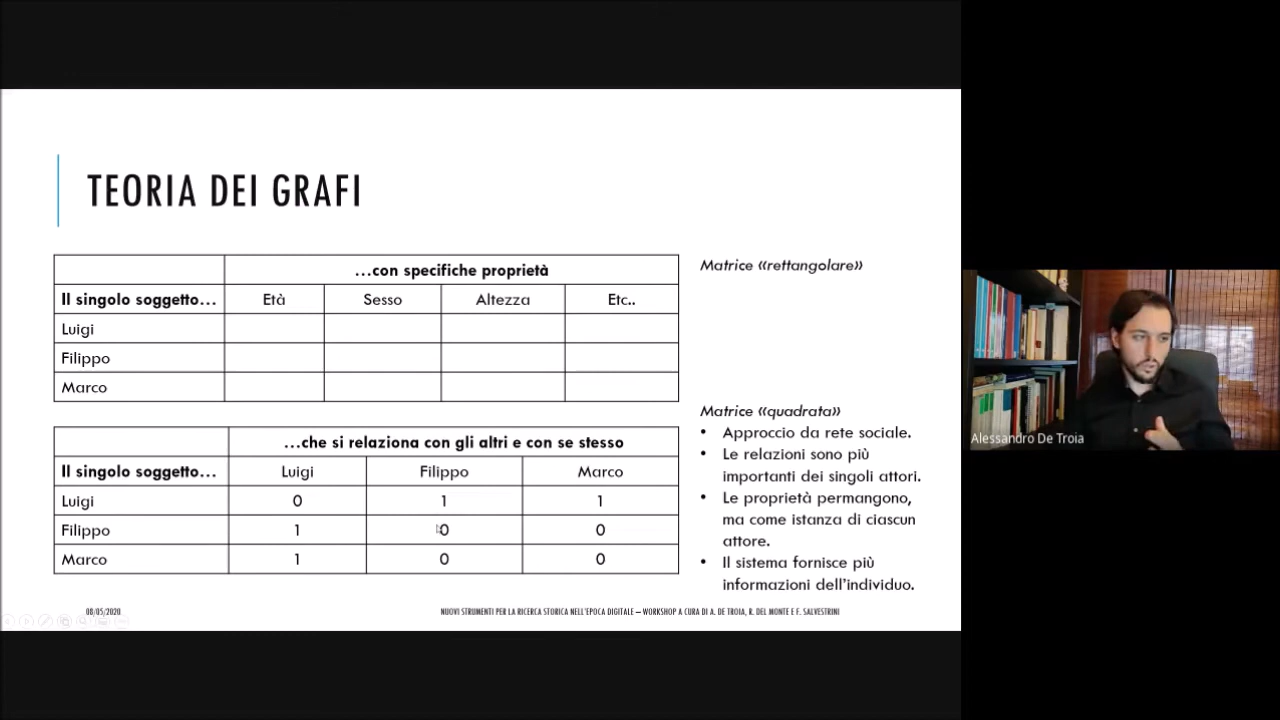 TEORIA DEI GRAFI
…con specifiche proprietà
Il singolo soggetto… Età Sesso Altezza Etc..
Luigi
Filippo
Marco
Matrice «rettangolare»
…che si relaziona con gli altri e con se stesso
Il singolo soggetto… Luigi Filippo Marco
Luigi 0 1 1
Filippo 1 0 0
Marco 1 0 0
Matrice «quadrata»
• Approccio da rete sociale.
• Le relazioni sono più
importanti dei singoli attori.
• Le proprietà permangono,
ma come istanza di ciascun
attore.
• Il sistema fornisce più
informazioni dell'individuo.
08/05/2020
NUOVI STRUMENTI PER LA RICERCA STORICA NELL'EPOCA DIGITALE – WORKSHOP A CURA DI A. DE TROIA, R. DEL MONTE E F. SALVESTRINI
Alessandro De Troia